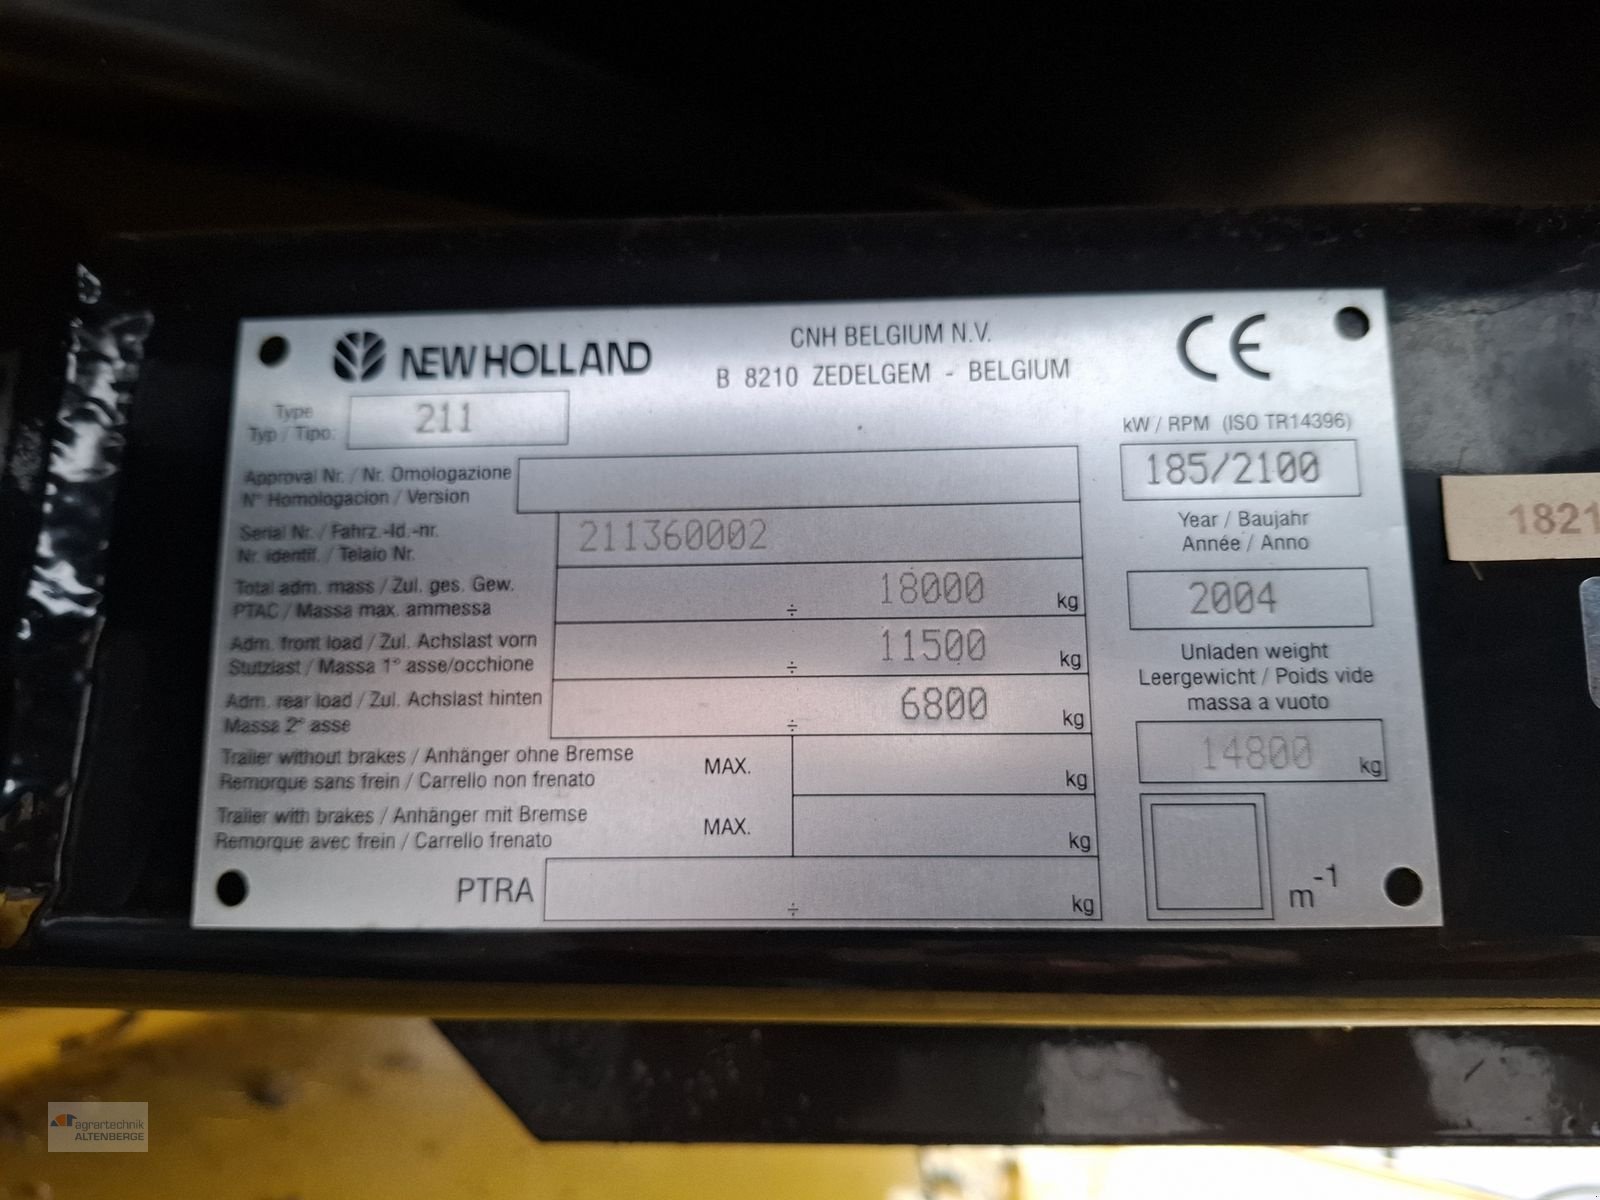 NEW HOLLAND
CNH BELGIUM N.V.
B 8210 ZEDELGEM - BELGIUM
CE
Type
Typ / Tipo:
211
kW / RPM (ISO TR14396)
185/2100
Approval Nr. / Nr. Omologazione
N° Homologacion / Version
Serial Nr. / Fahrz.-Id.-nr.
Nr. identif. / Telaio Nr.
211360002
Year / Baujahr
Année / Anno
2004
Total adm. mass / Zul. ges. Gew.
PTAC / Massa max. ammessa
÷ 18000 kg
Adm. front load / Zul. Achslast vorn
Stutzlast / Massa 1° asse/occhione
÷ 11500 kg
Adm. rear load / Zul. Achslast hinten
Massa 2° asse
÷ 6800 kg
Unladen weight
Leergewicht / Poids vide
massa a vuoto
14800 kg
Trailer without brakes / Anhänger ohne Bremse
Remorque sans frein / Carrello non frenato
MAX. kg
Trailer with brakes / Anhänger mit Bremse
Remorque avec frein / Carrello frenato
MAX. kg
PTRA ÷ kg
m-1
1821
agrartechnik
ALTENBERGE